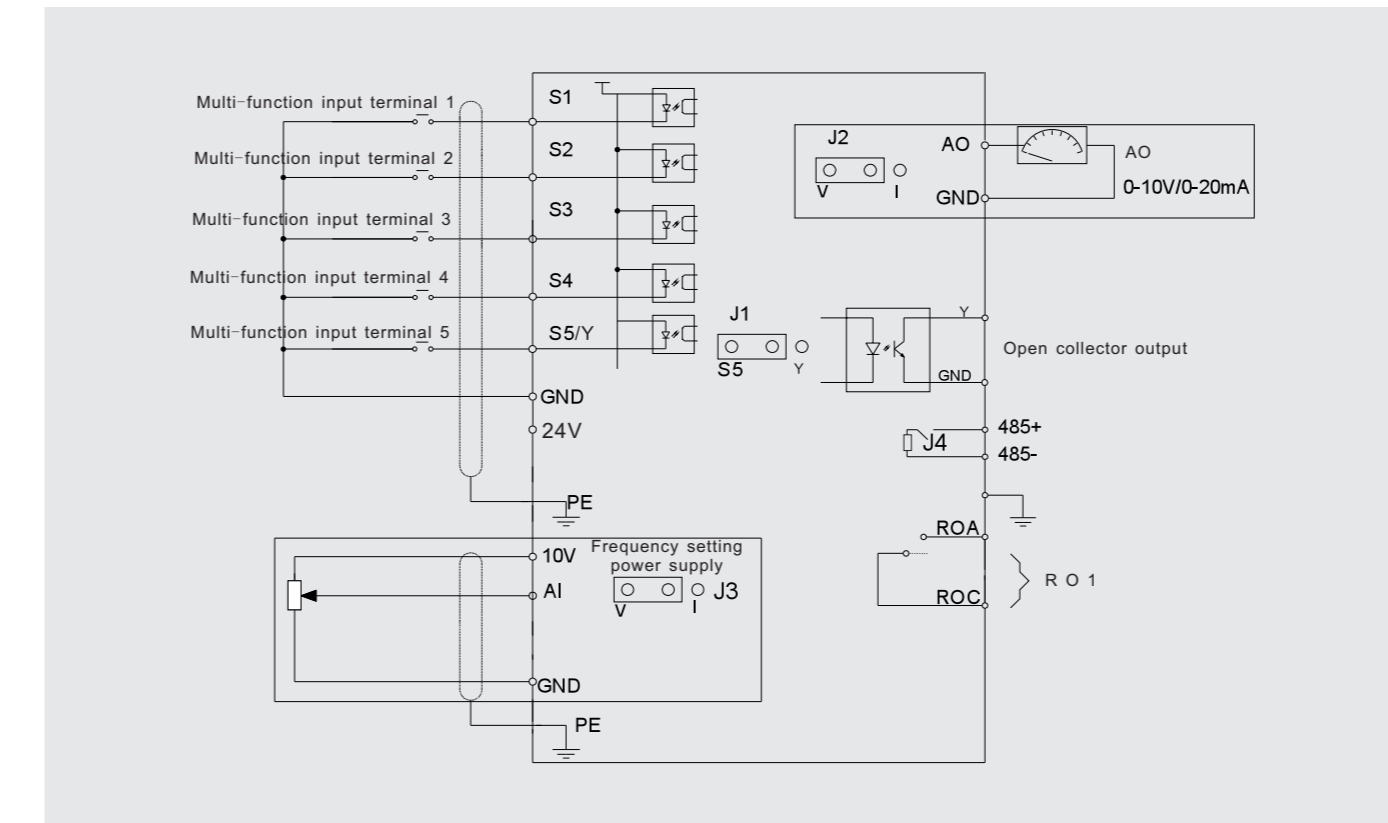 Multi-function input terminal 1
S1
Multi-function input terminal 2
S2
Multi-function input terminal 3
S3
Multi-function input terminal 4
S4
Multi-function input terminal 5
S5/Y
GND
24V
PE
J2
V
I
AO
GND
AO
0-10V/0-20mA
J1
S5
Y
Y
GND
Open collector output
J4
485+
485-
ROA
ROC
RO1
10V
Frequency setting
power supply
AI
J3
V
I
GND
PE